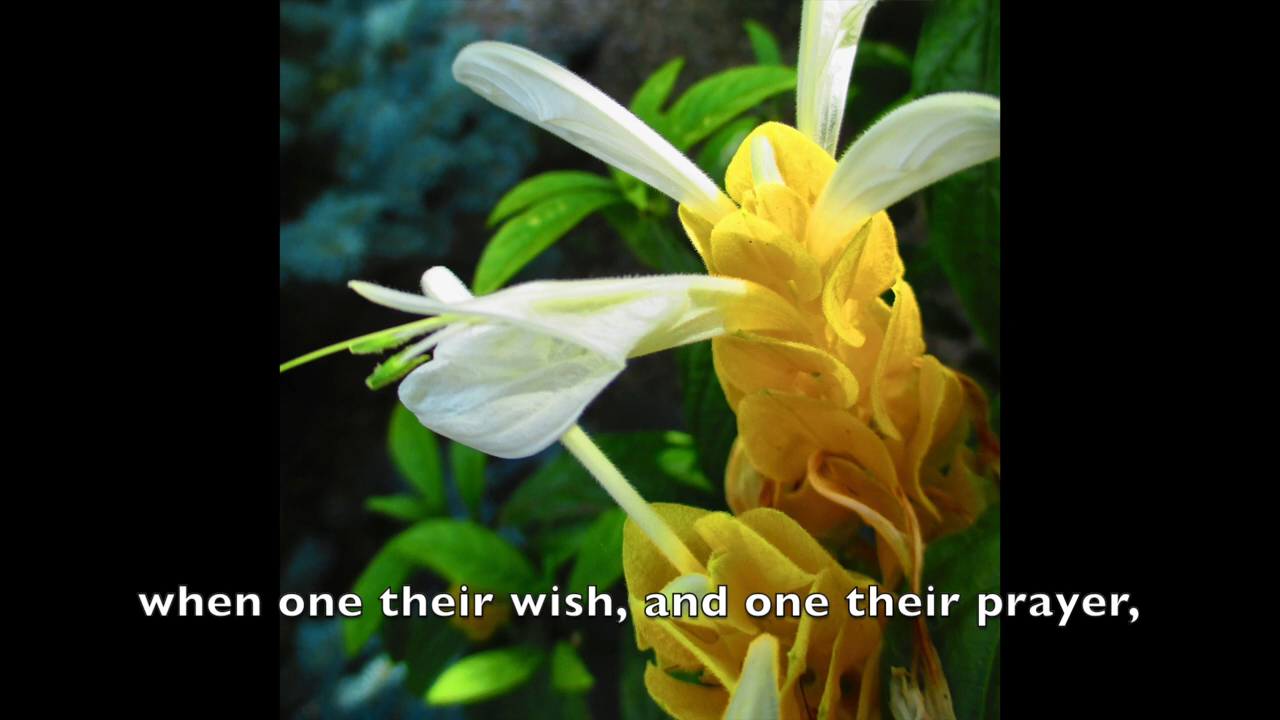 when one their wish, and one their prayer,